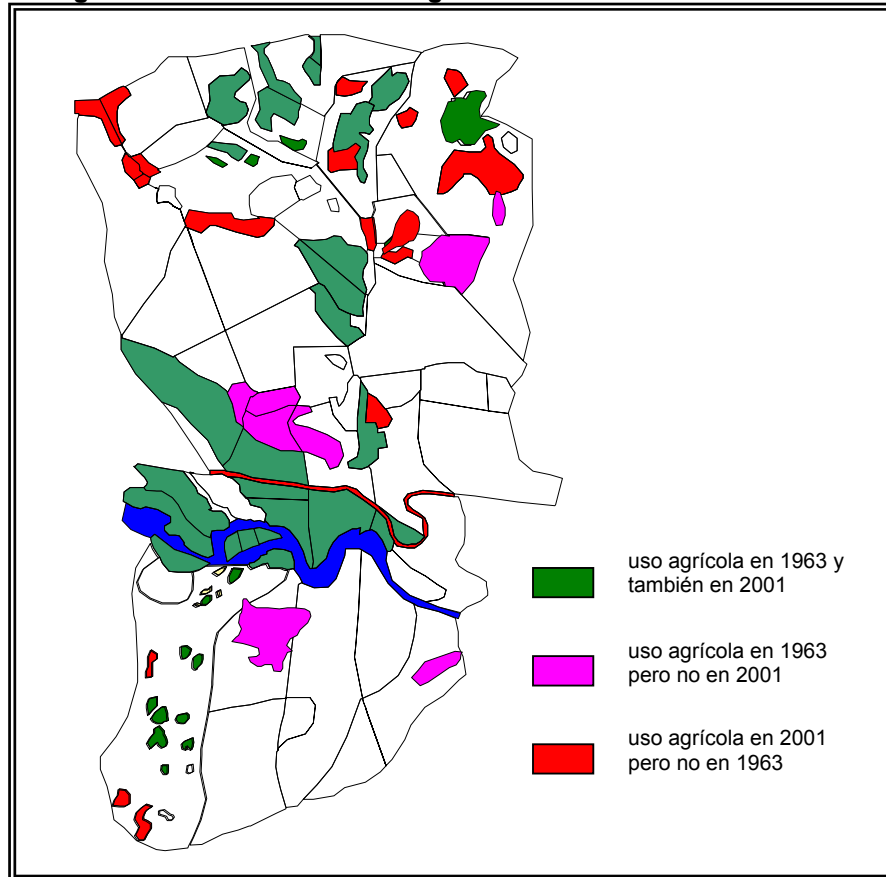 uso agrícola en 1963 y
también en 2001
uso agrícola en 1963
pero no en 2001
uso agrícola en 2001
pero no en 1963